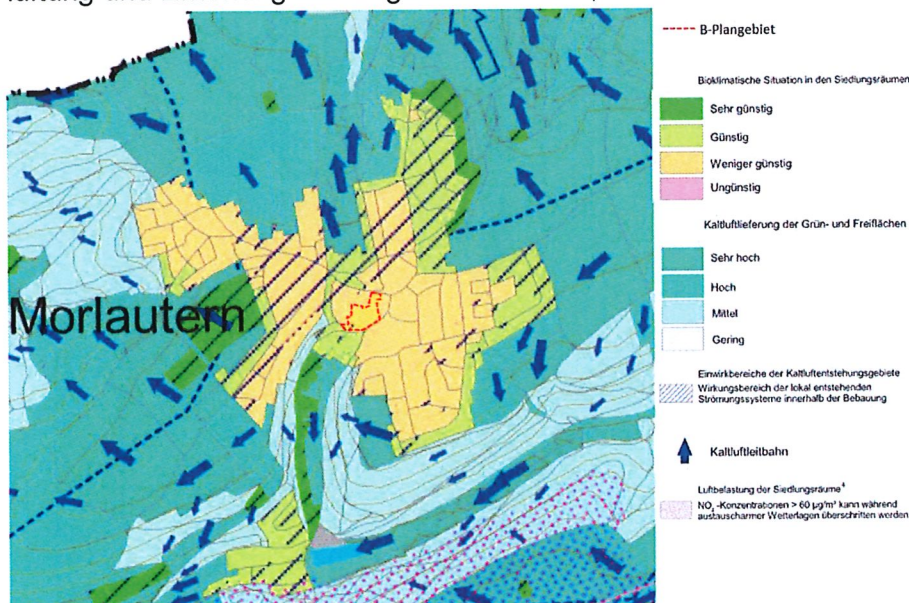 Morlautern
B-Plangebiet
Bioklimatische Situation in den Siedlungsräumen
Sehr günstig
Günstig
Weniger günstig
Ungünstig
Kaltluftlieferung der Grün- und Freiflächen
Sehr hoch
Hoch
Mittel
Gering
Einwirkbereiche der Kaltluftentstehungsgebiete
Wirkungsbereich der lokal entstehenden
Strömungssysteme innerhalb der Bebauung
Kaltluftleitbahn
Luftbelastung der Siedlungsräume⁴
NO₂-Konzentrationen > 60 µg/m³ kann während
austauscharmer Wetterlagen überschritten werden